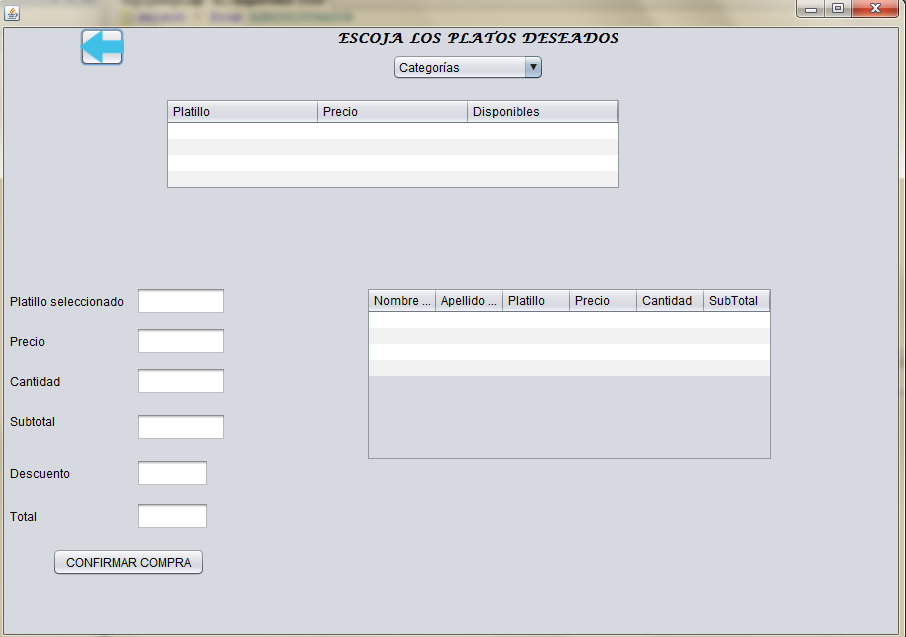 ESCOJA LOS PLATOS DESEADOS
Categorías
Platillo Precio Disponibles
Platillo seleccionado
Precio
Cantidad
Subtotal
Descuento
Total
CONFIRMAR COMPRA
Nombre ... Apellido ... Platillo Precio Cantidad SubTotal